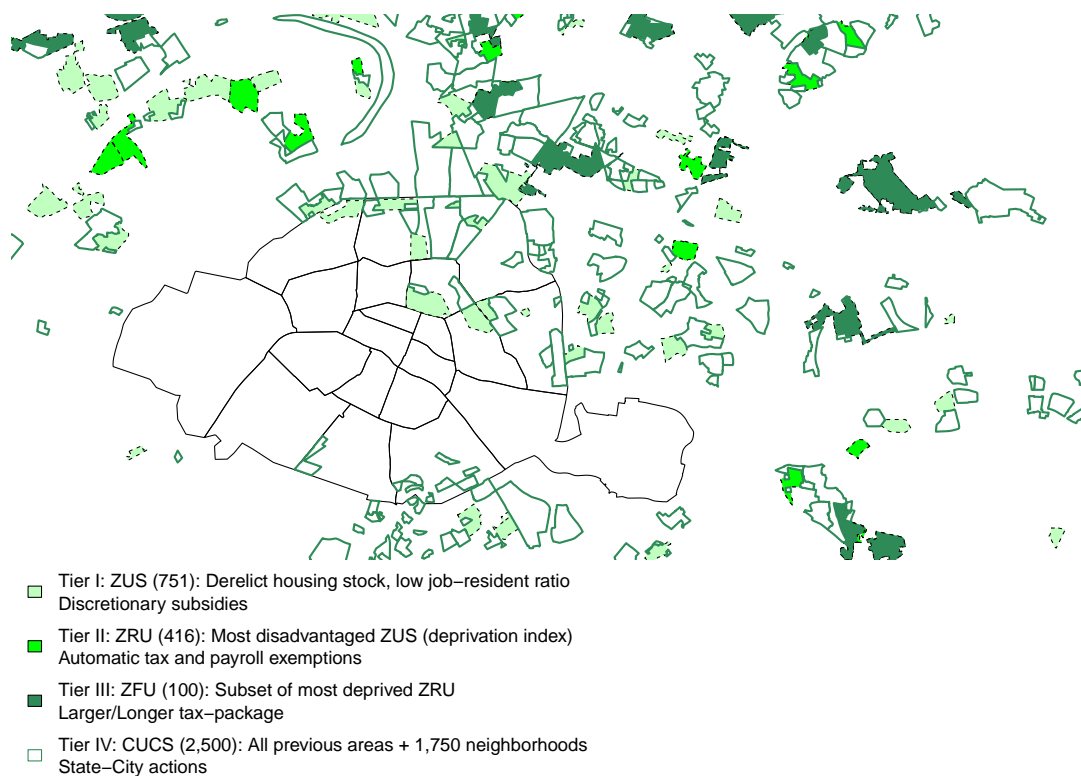 Tier I: ZUS (751): Derelict housing stock, low job−resident ratio
Discretionary subsidies
Tier II: ZRU (416): Most disadvantaged ZUS (deprivation index)
Automatic tax and payroll exemptions
Tier III: ZFU (100): Subset of most deprived ZRU
Larger/Longer tax−package
Tier IV: CUCS (2,500): All previous areas + 1,750 neighborhoods
State−City actions